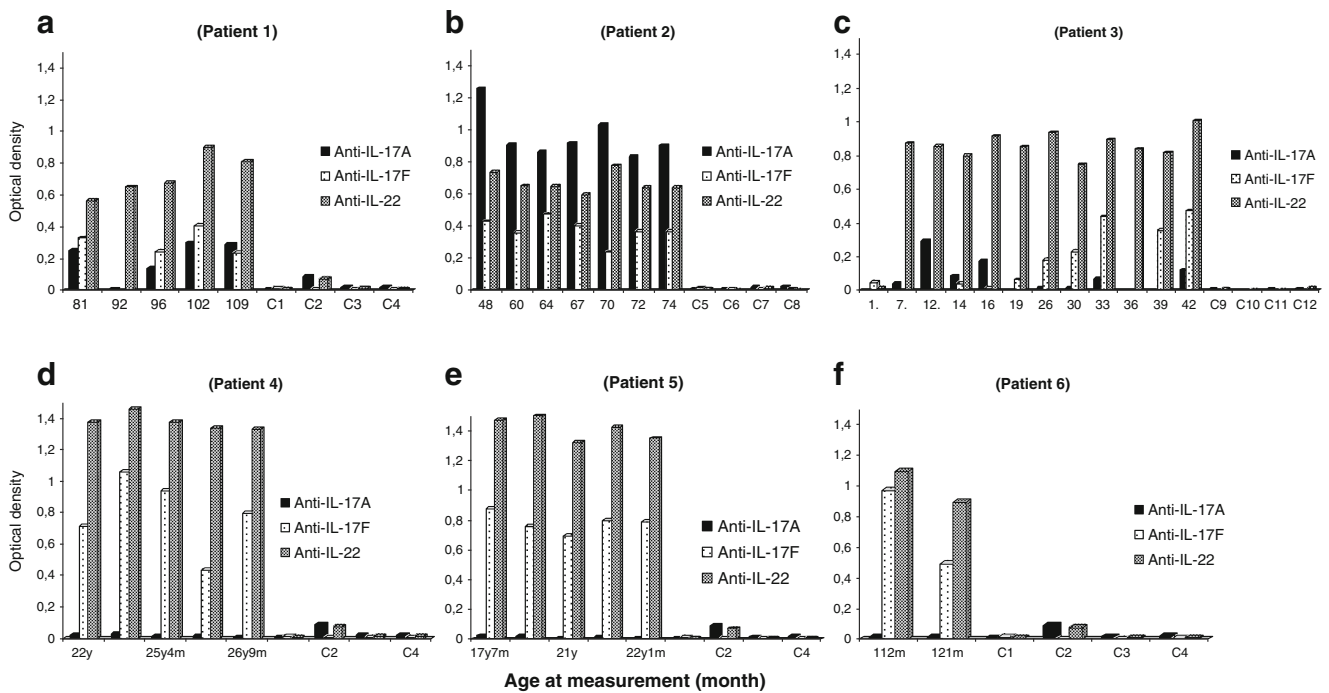 a
(Patient 1)
Optical density
1,4
1,2
1
0,8
0,6
0,4
0,2
0
81 92 96 102 109 C1 C2 C3 C4
Anti-IL-17A
Anti-IL-17F
Anti-IL-22
b
(Patient 2)
1,4
1,2
1
0,8
0,6
0,4
0,2
0
48 60 64 67 70 72 74 C5 C6 C7 C8
Anti-IL-17A
Anti-IL-17F
Anti-IL-22
c
(Patient 3)
1,4
1,2
1
0,8
0,6
0,4
0,2
0
1. 7. 12. 14 16 19 26 30 33 36 39 42 C9 C10 C11 C12
Anti-IL-17A
Anti-IL-17F
Anti-IL-22
d
(Patient 4)
Optical density
1,4
1,2
1
0,8
0,6
0,4
0,2
0
22y 25y4m 26y9m C2 C4
Anti-IL-17A
Anti-IL-17F
Anti-IL-22
e
(Patient 5)
1,4
1,2
1
0,8
0,6
0,4
0,2
0
17y7m 21y 22y1m C2 C4
Anti-IL-17A
Anti-IL-17F
Anti-IL-22
f
(Patient 6)
1,4
1,2
1
0,8
0,6
0,4
0,2
0
112m 121m C1 C2 C3 C4
Anti-IL-17A
Anti-IL-17F
Anti-IL-22
Age at measurement (month)